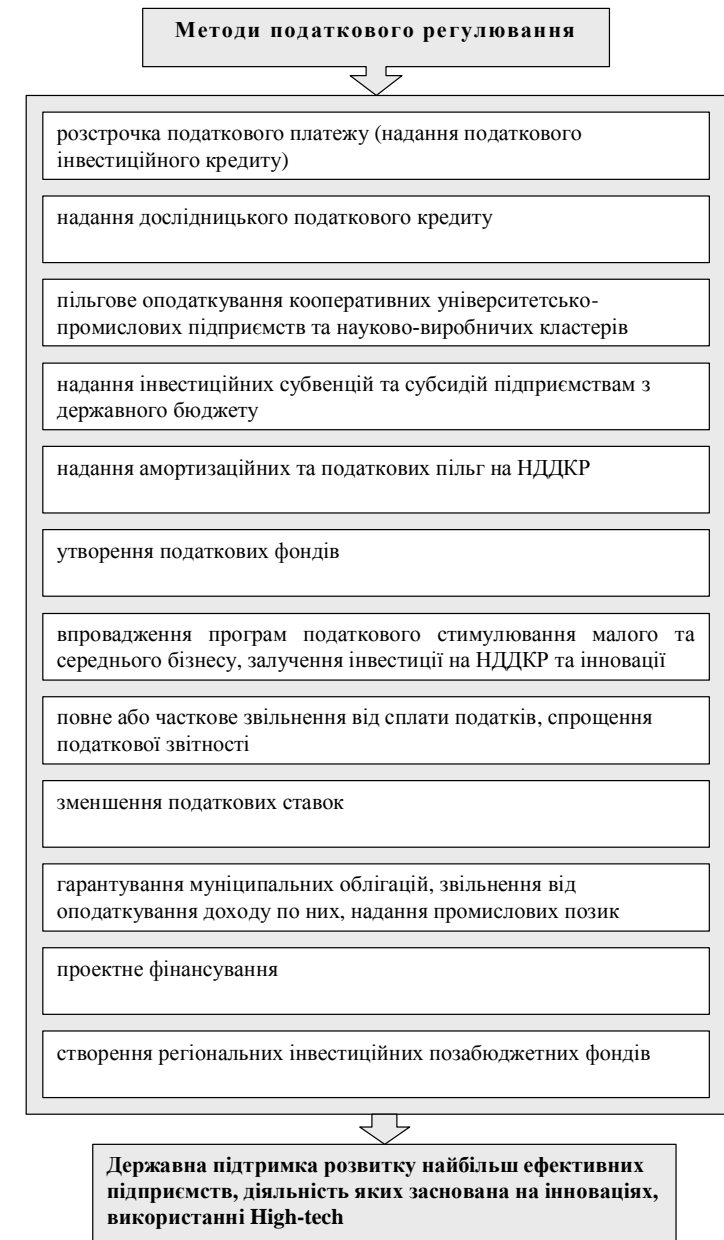 Методи податкового регулювання
розстрочка податкового платежу (надання податкового
інвестиційного кредиту)
надання дослідницького податкового кредиту
пільгове оподаткування кооперативних університетсько-
промислових підприємств та науково-виробничих кластерів
надання інвестиційних субвенцій та субсидій підприємствам з
державного бюджету
надання амортизаційних та податкових пільг на НДДКР
утворення податкових фондів
впровадження програм податкового стимулювання малого та
середнього бізнесу, залучення інвестиції на НДДКР та інновації
повне або часткове звільнення від сплати податків, спрощення
податкової звітності
зменшення податкових ставок
гарантування муніципальних облігацій, звільнення від
оподаткування доходу по них, надання промислових позик
проектне фінансування
створення регіональних інвестиційних позабюджетних фондів
Державна підтримка розвитку найбільш ефективних
підприємств, діяльність яких заснована на інноваціях,
використанні High-tech